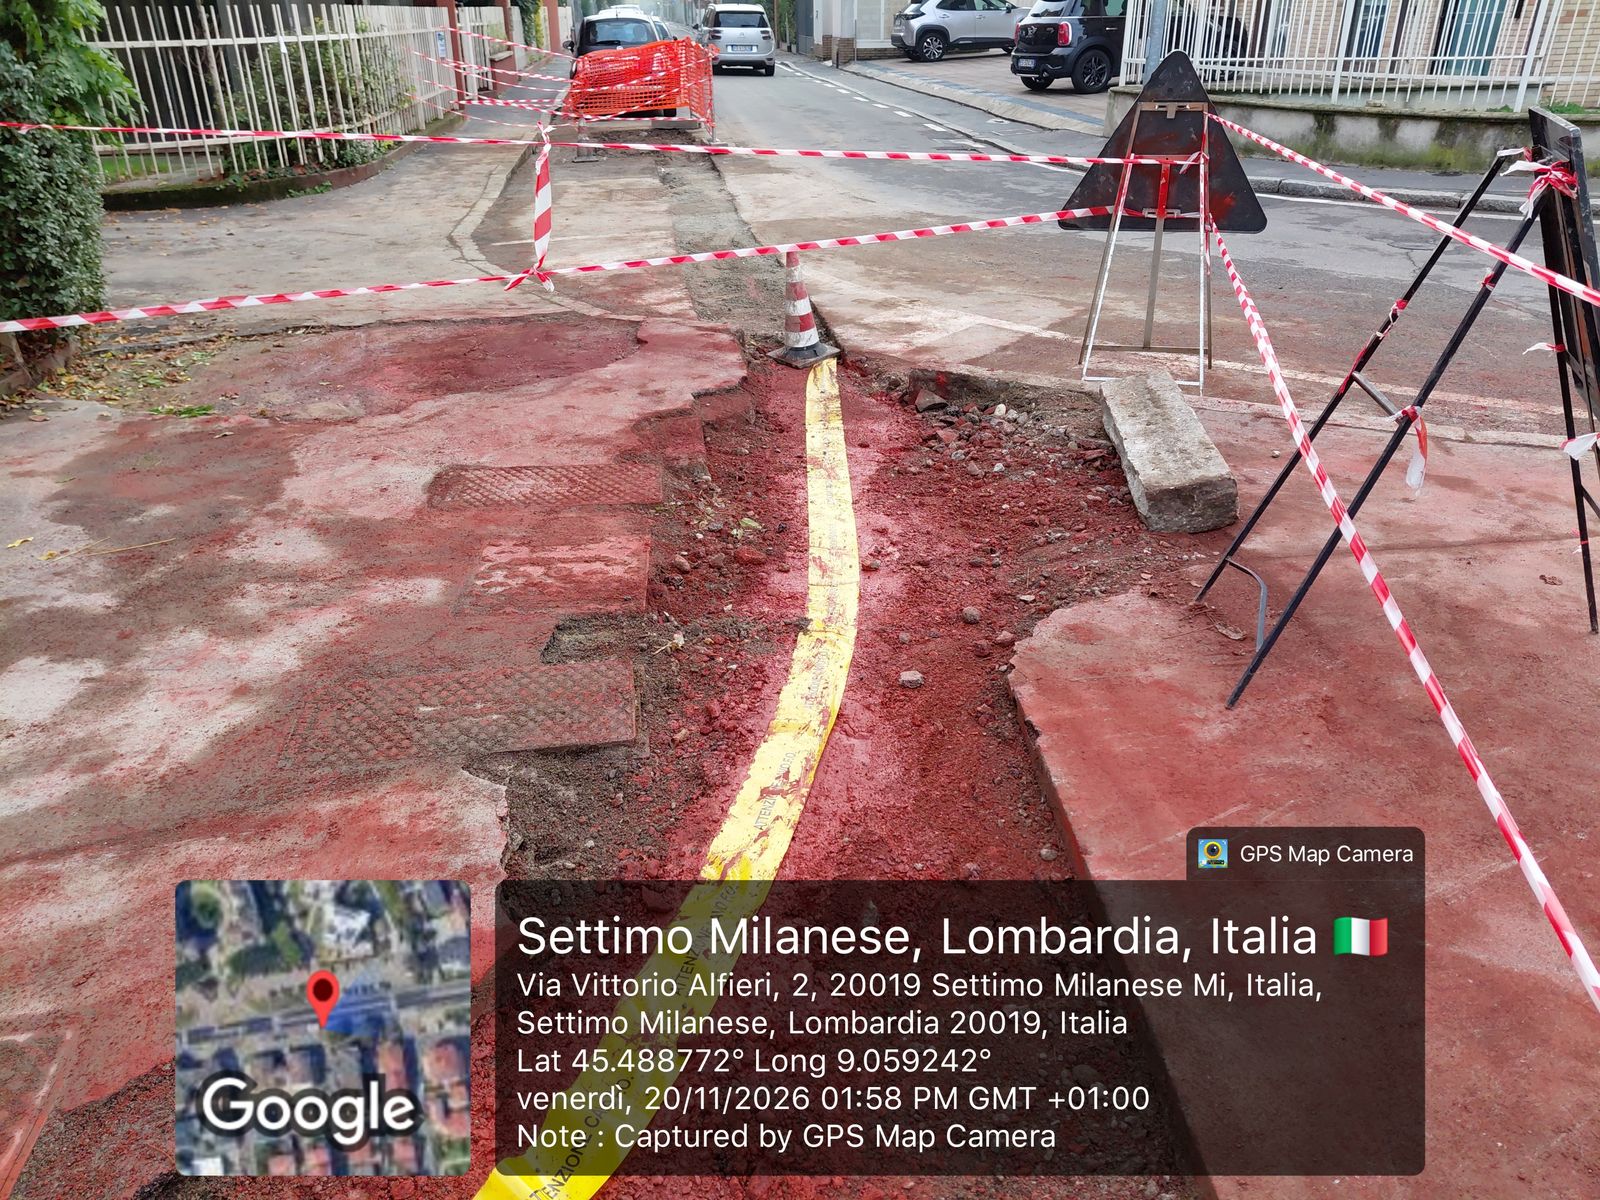 ATTENZIONE
GPS Map Camera
Google
Settimo Milanese, Lombardia, Italia
Via Vittorio Alfieri, 2, 20019 Settimo Milanese Mi, Italia,
Settimo Milanese, Lombardia 20019, Italia
Lat 45.488772° Long 9.059242°
venerdì, 20/11/2026 01:58 PM GMT +01:00
Note : Captured by GPS Map Camera